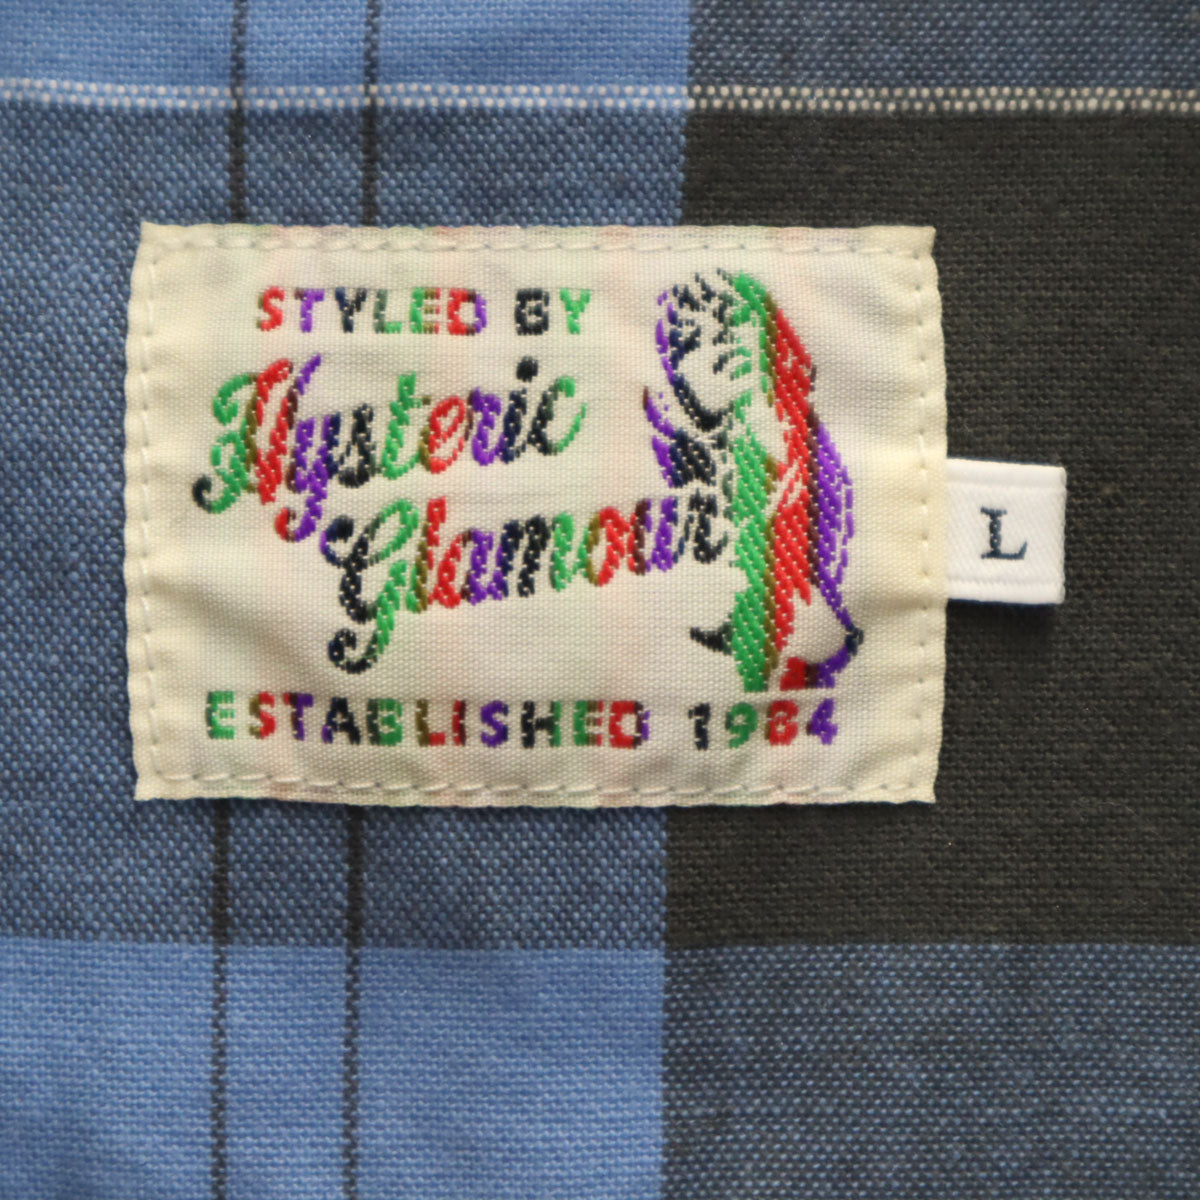 STYLED BY
Hysteric
Glamour
ESTABLISHED 1984
L